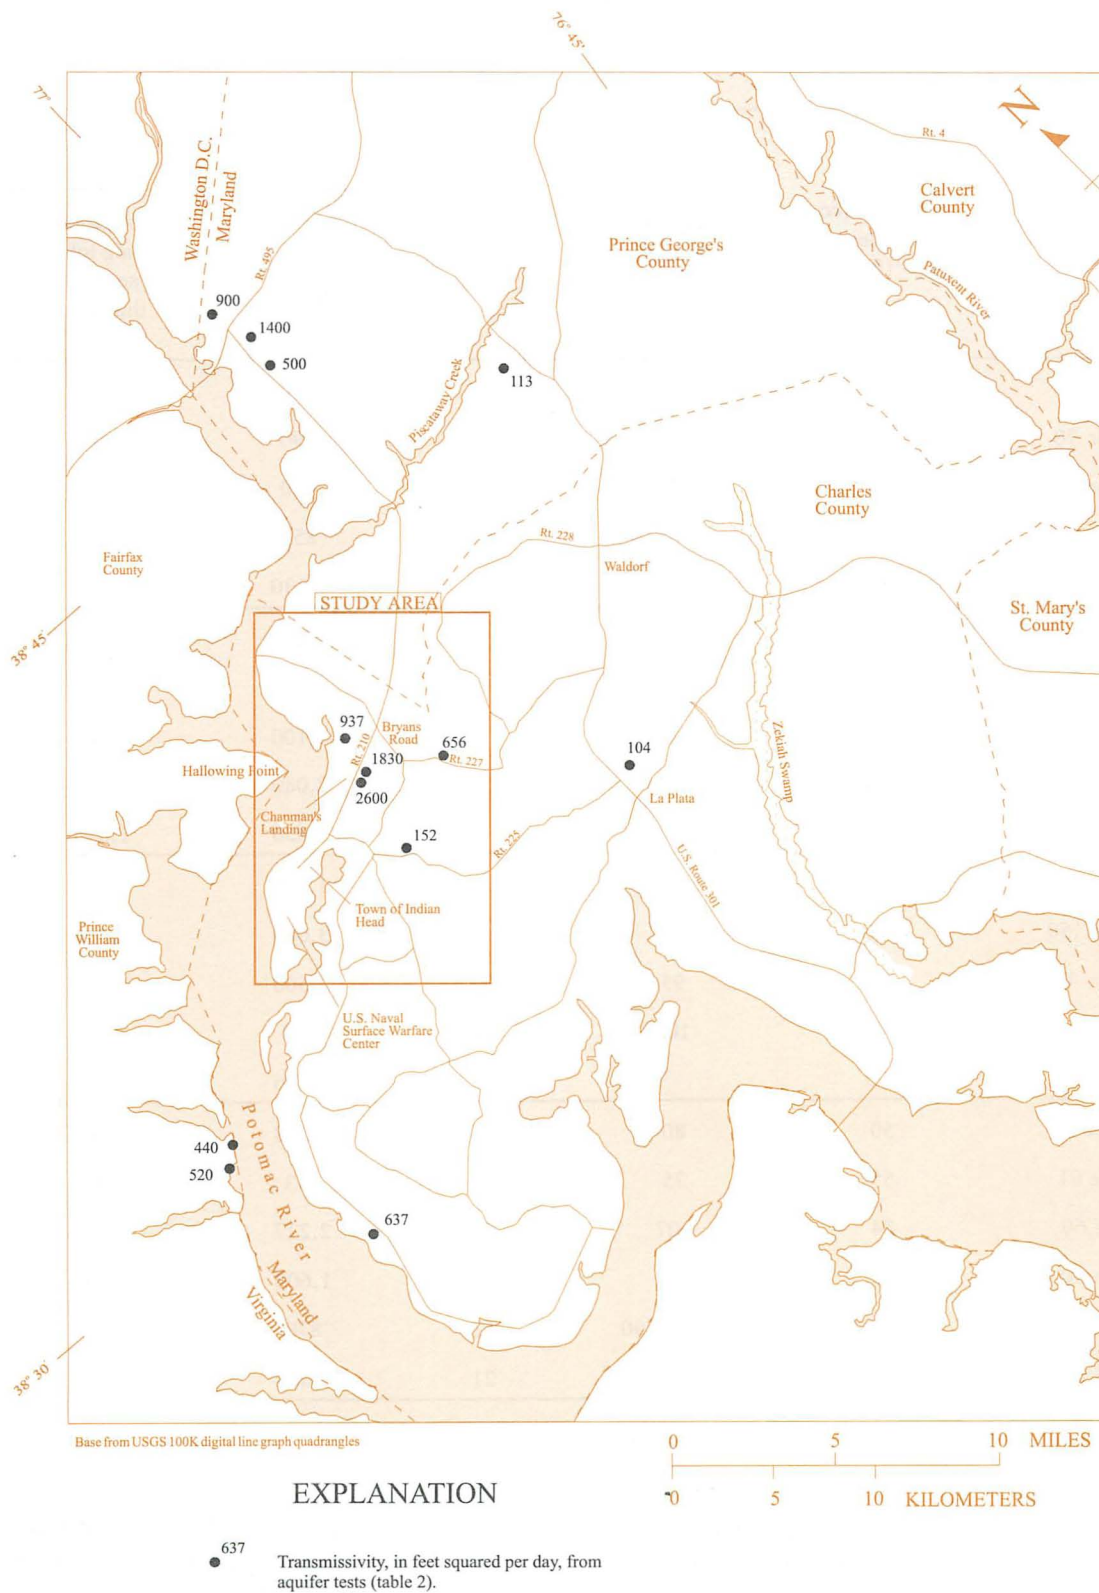 76° 45'
77°
N
Rt. 4
Washington D.C.
Maryland
Calvert
County
Prince George's
County
Rt. 495
Patuxent River
900
1400
500
113
Piscataway Creek
Charles
County
Rt. 228
Fairfax
County
Waldorf
STUDY AREA
St. Mary's
County
38° 45'
937
Bryans
Road
656
Rt. 210
Rt. 227
104
Zekiah Swamp
Hallowing Point
1830
2600
La Plata
Chapman's
Landing
152
Rt. 225
U.S. Route 301
Town of Indian
Head
Prince
William
County
U.S. Naval
Surface Warfare
Center
Potomac River
440
520
637
Maryland
Virginia
38° 30'
Base from USGS 100K digital line graph quadrangles
0 5 10 MILES
0 5 10 KILOMETERS
EXPLANATION
637 Transmissivity, in feet squared per day, from
aquifer tests (table 2).